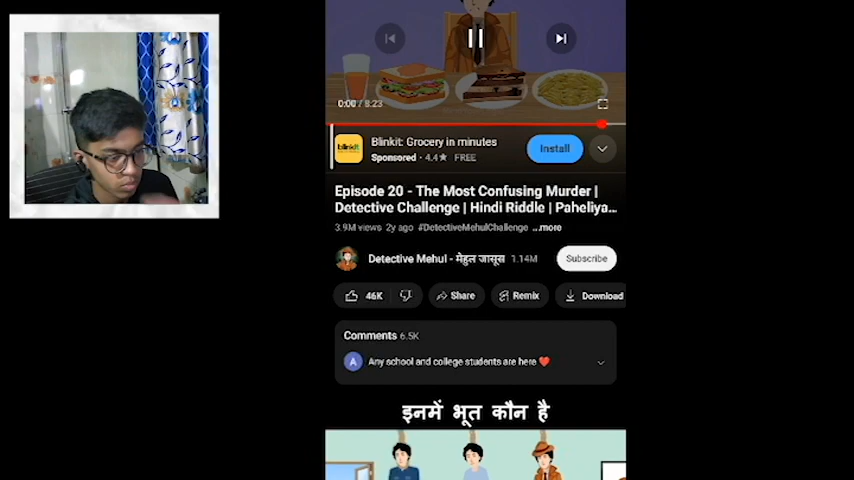 0:00 / 8:23
blinkit
Blinkit: Grocery in minutes
Sponsored · 4.4★ FREE
Install
Episode 20 - The Most Confusing Murder |
Detective Challenge | Hindi Riddle | Paheliya...
3.9M views 2y ago #DetectiveMehulChallenge ...more
Detective Mehul - मेहुल जासूस 1.14M
Subscribe
46K
Share
Remix
Download
Comments 6.5K
A
Any school and college students are here ❤️
इनमें भूत कौन है